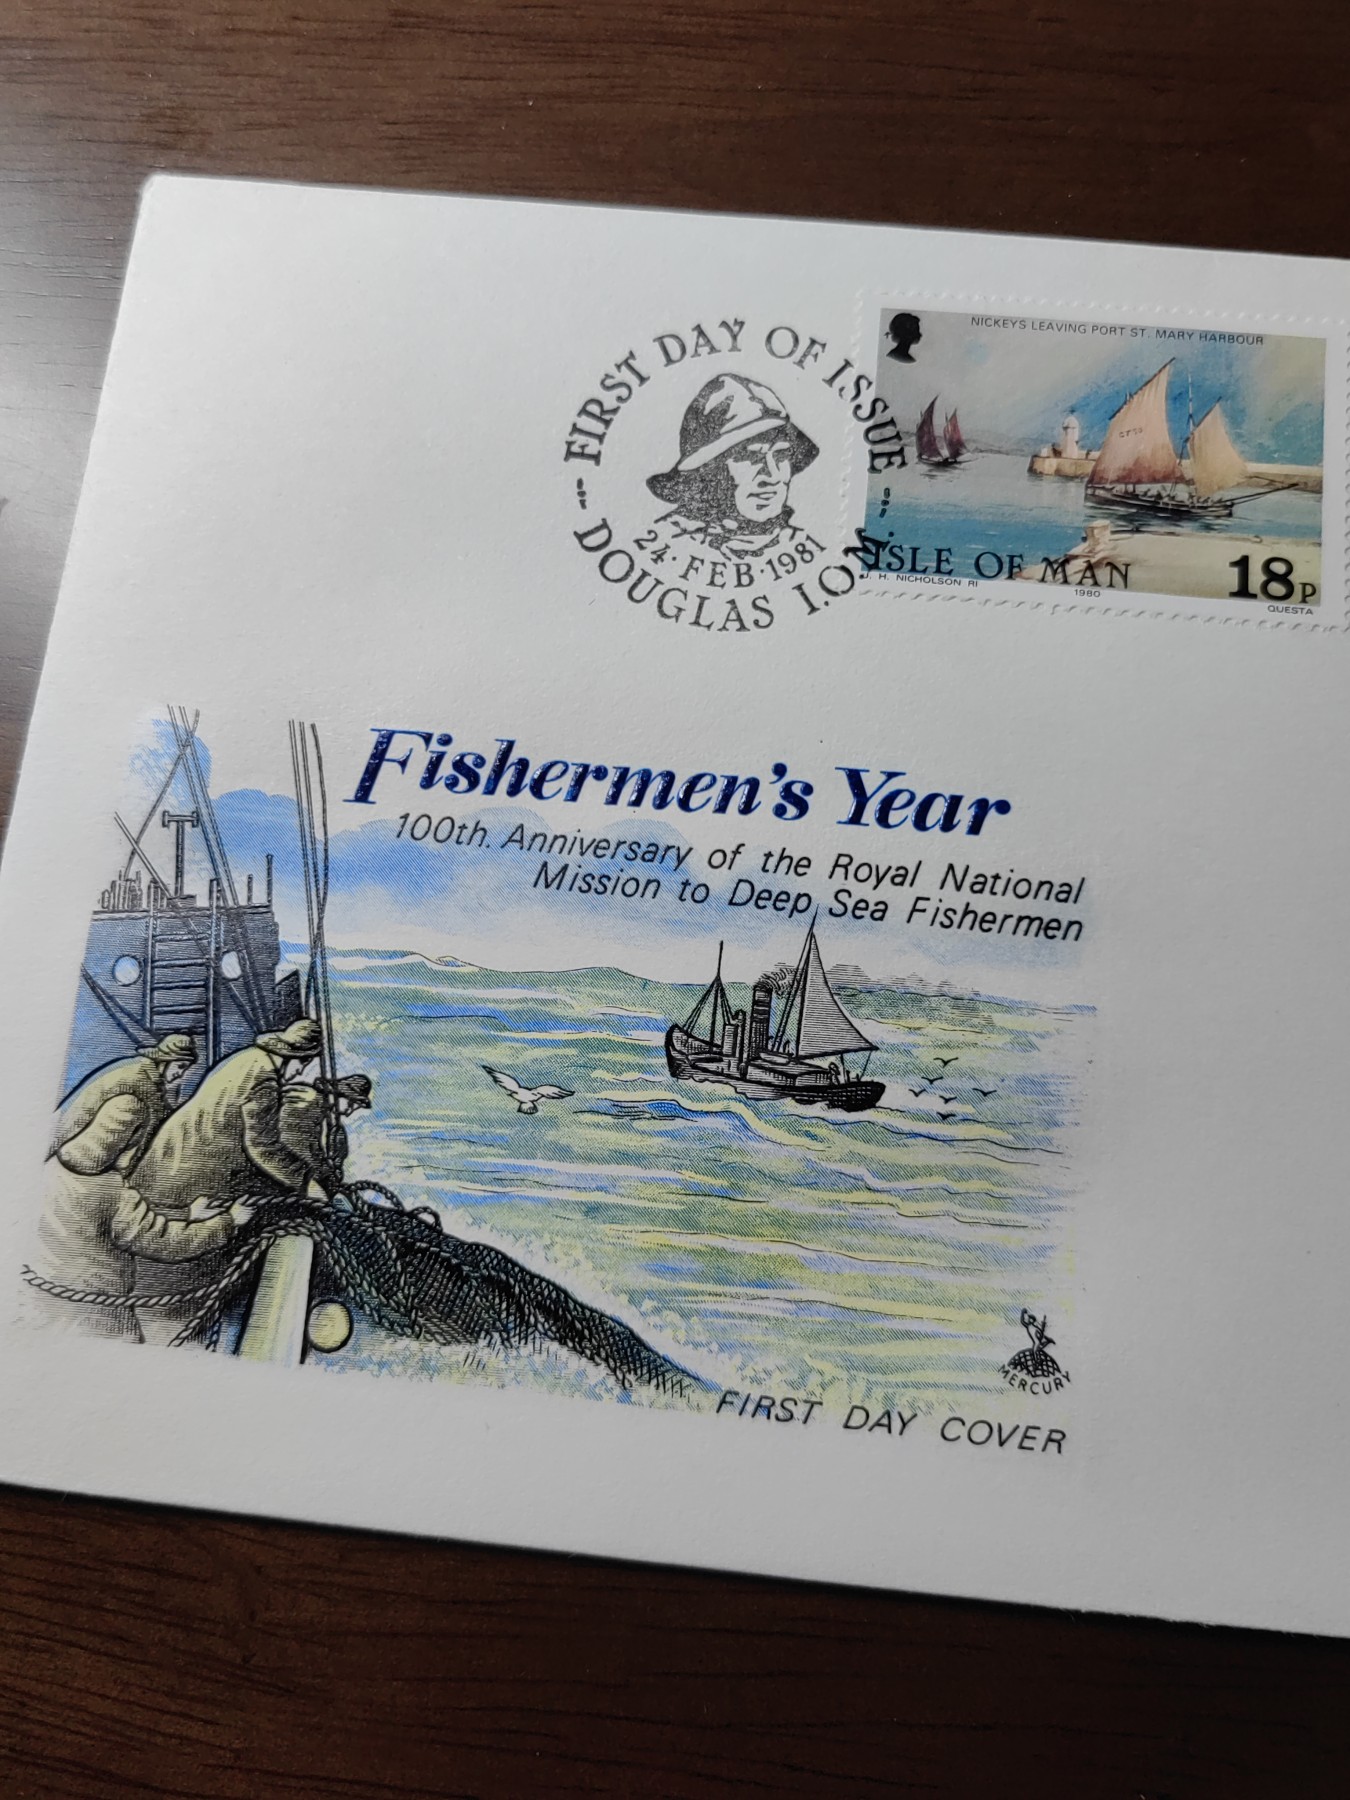 FIRST DAY OF ISSUE
24·FEB·1981
DOUGLAS I.O.M.
NICKEYS LEAVING PORT ST. MARY HARBOUR
ISLE OF MAN
18P
J. H. NICHOLSON RI
1980
QUESTA
Fishermen's Year
100th. Anniversary of the Royal National
Mission to Deep Sea Fishermen
MERCURY
FIRST DAY COVER